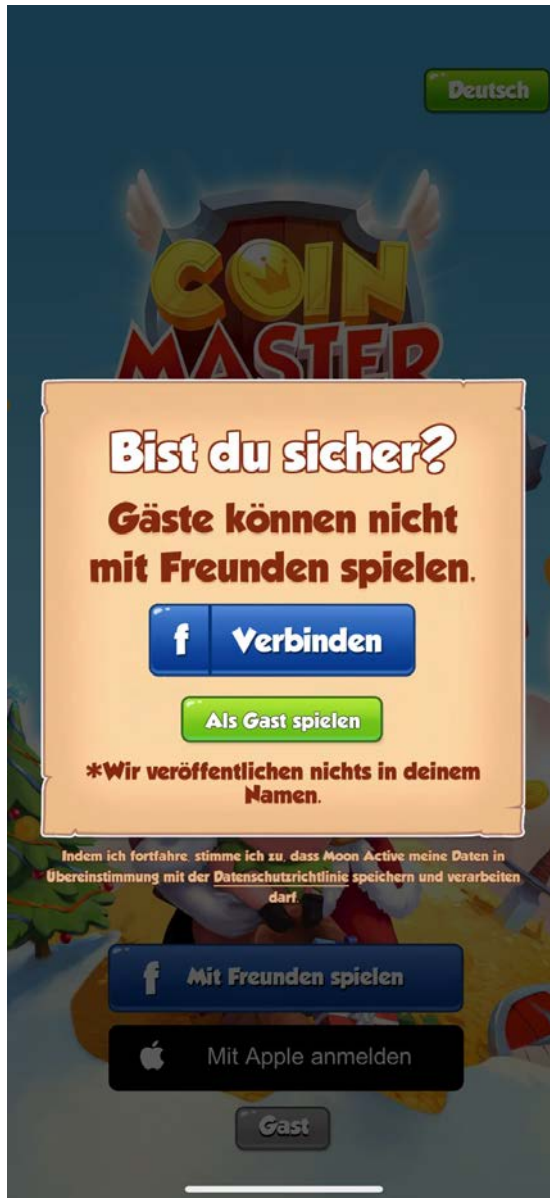 Deutsch
COIN
MASTER
Bist du sicher?
Gäste können nicht
mit Freunden spielen.
f Verbinden
Als Gast spielen
*Wir veröffentlichen nichts in deinem
Namen.
Indem ich fortfahre, stimme ich zu, dass Moon Active meine Daten in
Übereinstimmung mit der Datenschutzrichtlinie speichern und verarbeiten
darf.
f Mit Freunden spielen
Mit Apple anmelden
Gast